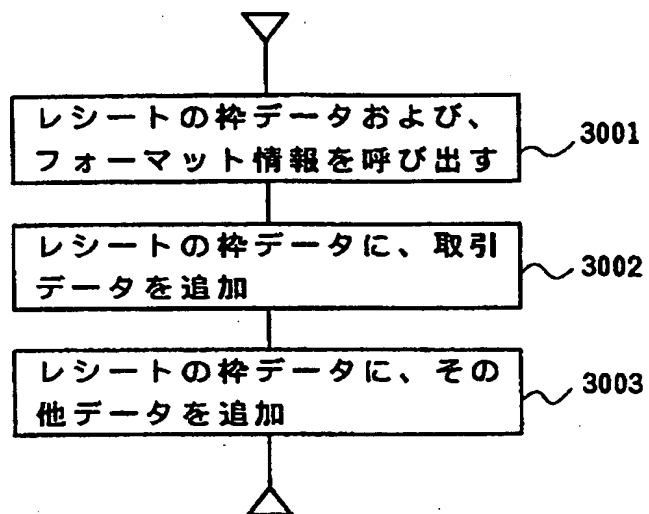 レシートの枠データおよび、
フォーマット情報を呼び出す
3001
レシートの枠データに、取引
データを追加
3002
レシートの枠データに、その
他データを追加
3003